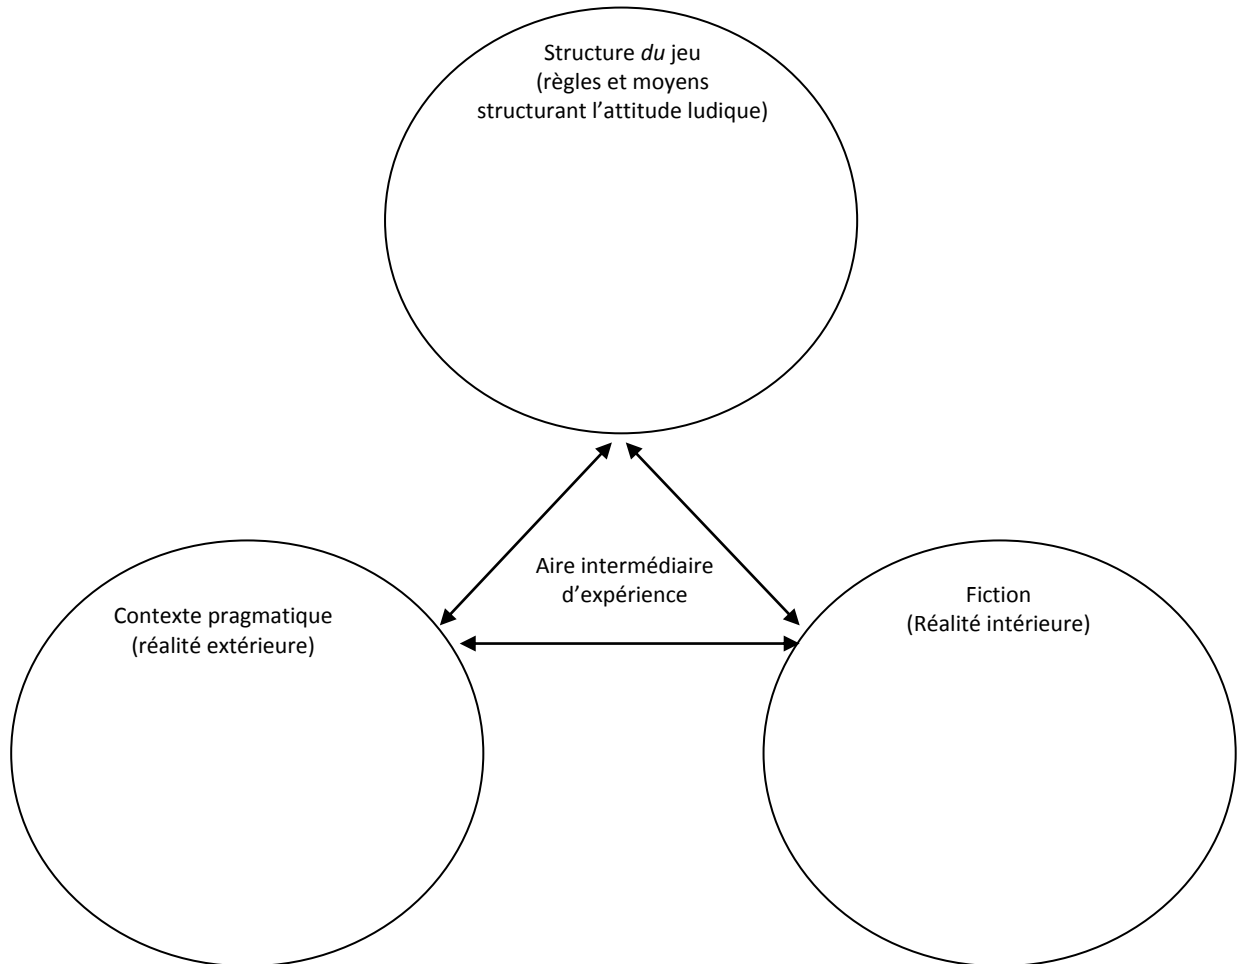 Structure du jeu
(règles et moyens
structurant l’attitude ludique)
Aire intermédiaire
d’expérience
Contexte pragmatique
(réalité extérieure)
Fiction
(Réalité intérieure)